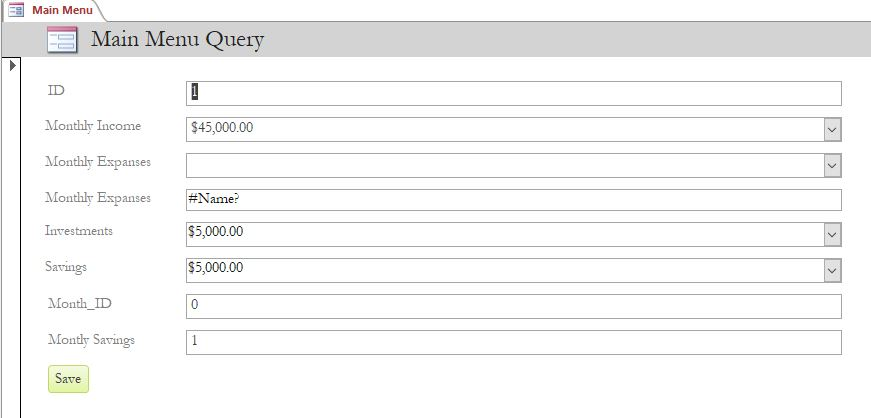 Main Menu
Main Menu Query
ID 1
Monthly Income $45,000.00
Monthly Expanses
Monthly Expanses #Name?
Investments $5,000.00
Savings $5,000.00
Month_ID 0
Montly Savings 1
Save